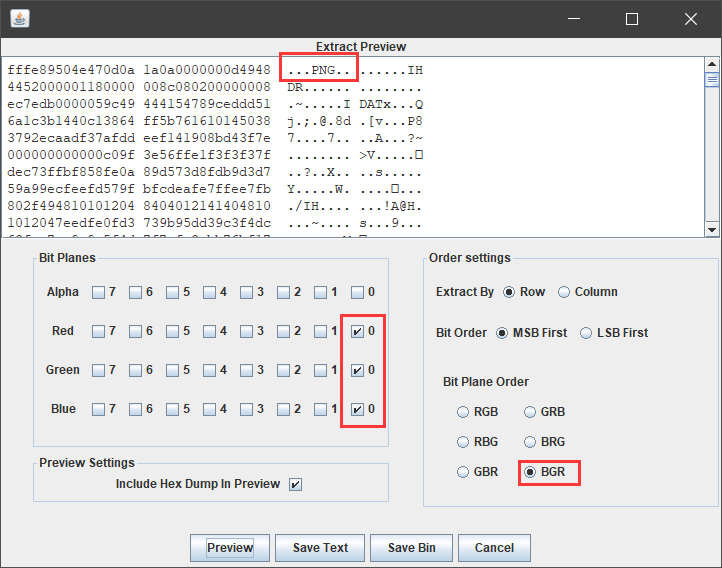 Extract Preview
fffe89504e470d0a 1a0a0000000d4948 ...PNG.. ......IH
4452000001180000 008c080200000008 DR...... ........
ec7edb0000059c49 444154789ceddd51 .~.....I DATx...Q
6a1c3b1440c13864 ff5b761610145038 j.;.@.8d .[v...P8
3792ecaadf37afdd eeef141908bd43f7e 7....7.. ..A...?~
000000000000c09f 3e56ffe1f3f3f37f ........ >V.....
dec73ffbf858fe0a 89d573d8fdb9d3d7 ..?..X.. ..s.....
59a99ecfeefd579f bfcdeafe7ffee7fb Y.....W.
802f494810101204 8404012141404810 ./IH.... ...!A@H.
1012047eedfe0fd3 739b95dd39c3f4dc ...~.... s...9...
Bit Planes
Alpha 7 6 5 4 3 2 1 0
Red 7 6 5 4 3 2 1 0
Green 7 6 5 4 3 2 1 0
Blue 7 6 5 4 3 2 1 0
Preview Settings
Include Hex Dump In Preview
Order settings
Extract By Row Column
Bit Order MSB First LSB First
Bit Plane Order
RGB GRB
RBG BRG
GBR BGR
Preview Save Text Save Bin Cancel